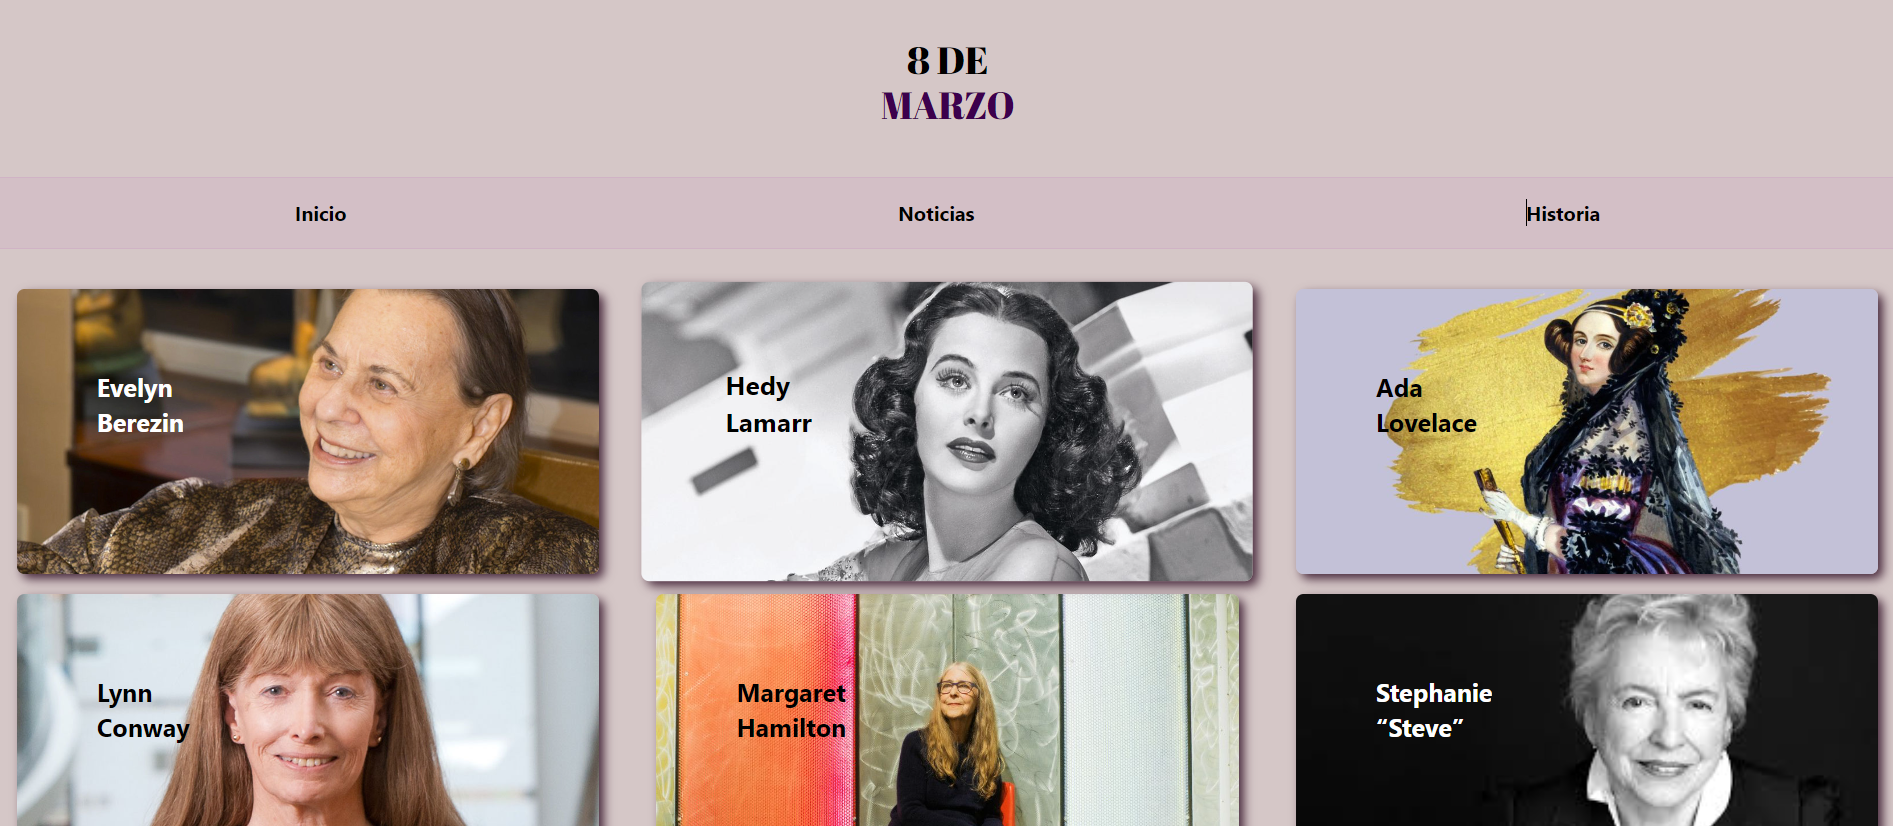 8 DE
MARZO
Inicio
Noticias
Historia
Evelyn
Berezin
Hedy
Lamarr
Ada
Lovelace
Lynn
Conway
Margaret
Hamilton
Stephanie
“Steve”